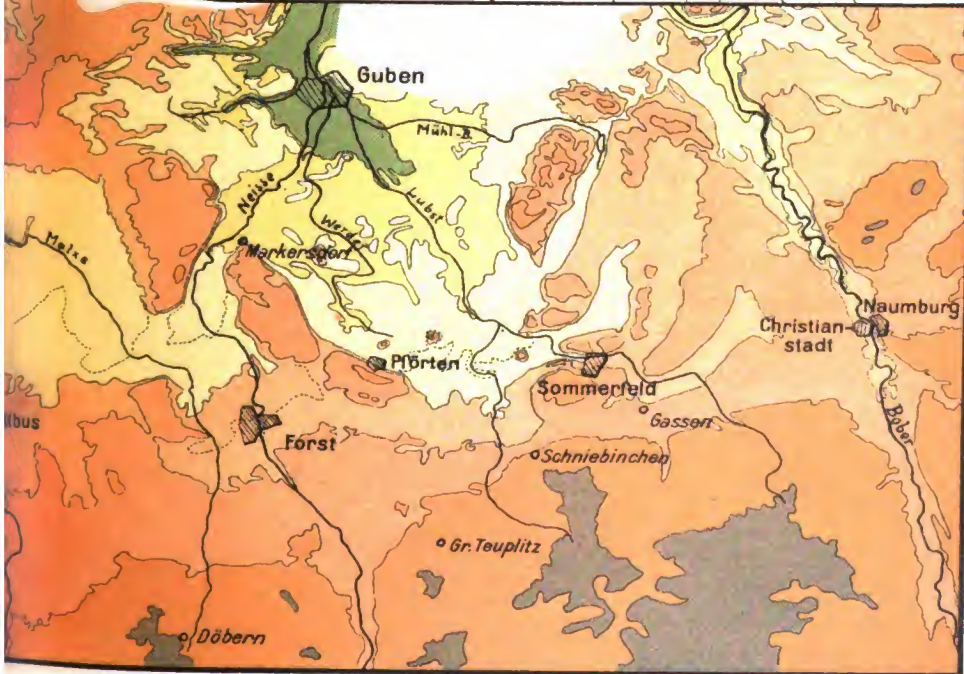 Guben
Mühl-B.
Neisse
Lubst
Werder
Malxe
Markersdorf
Naumburg
Christian-
stadt
Pförten
Sommerfeld
Gassen
Forst
Bober
Schniebinchen
Gr. Teuplitz
Döbern